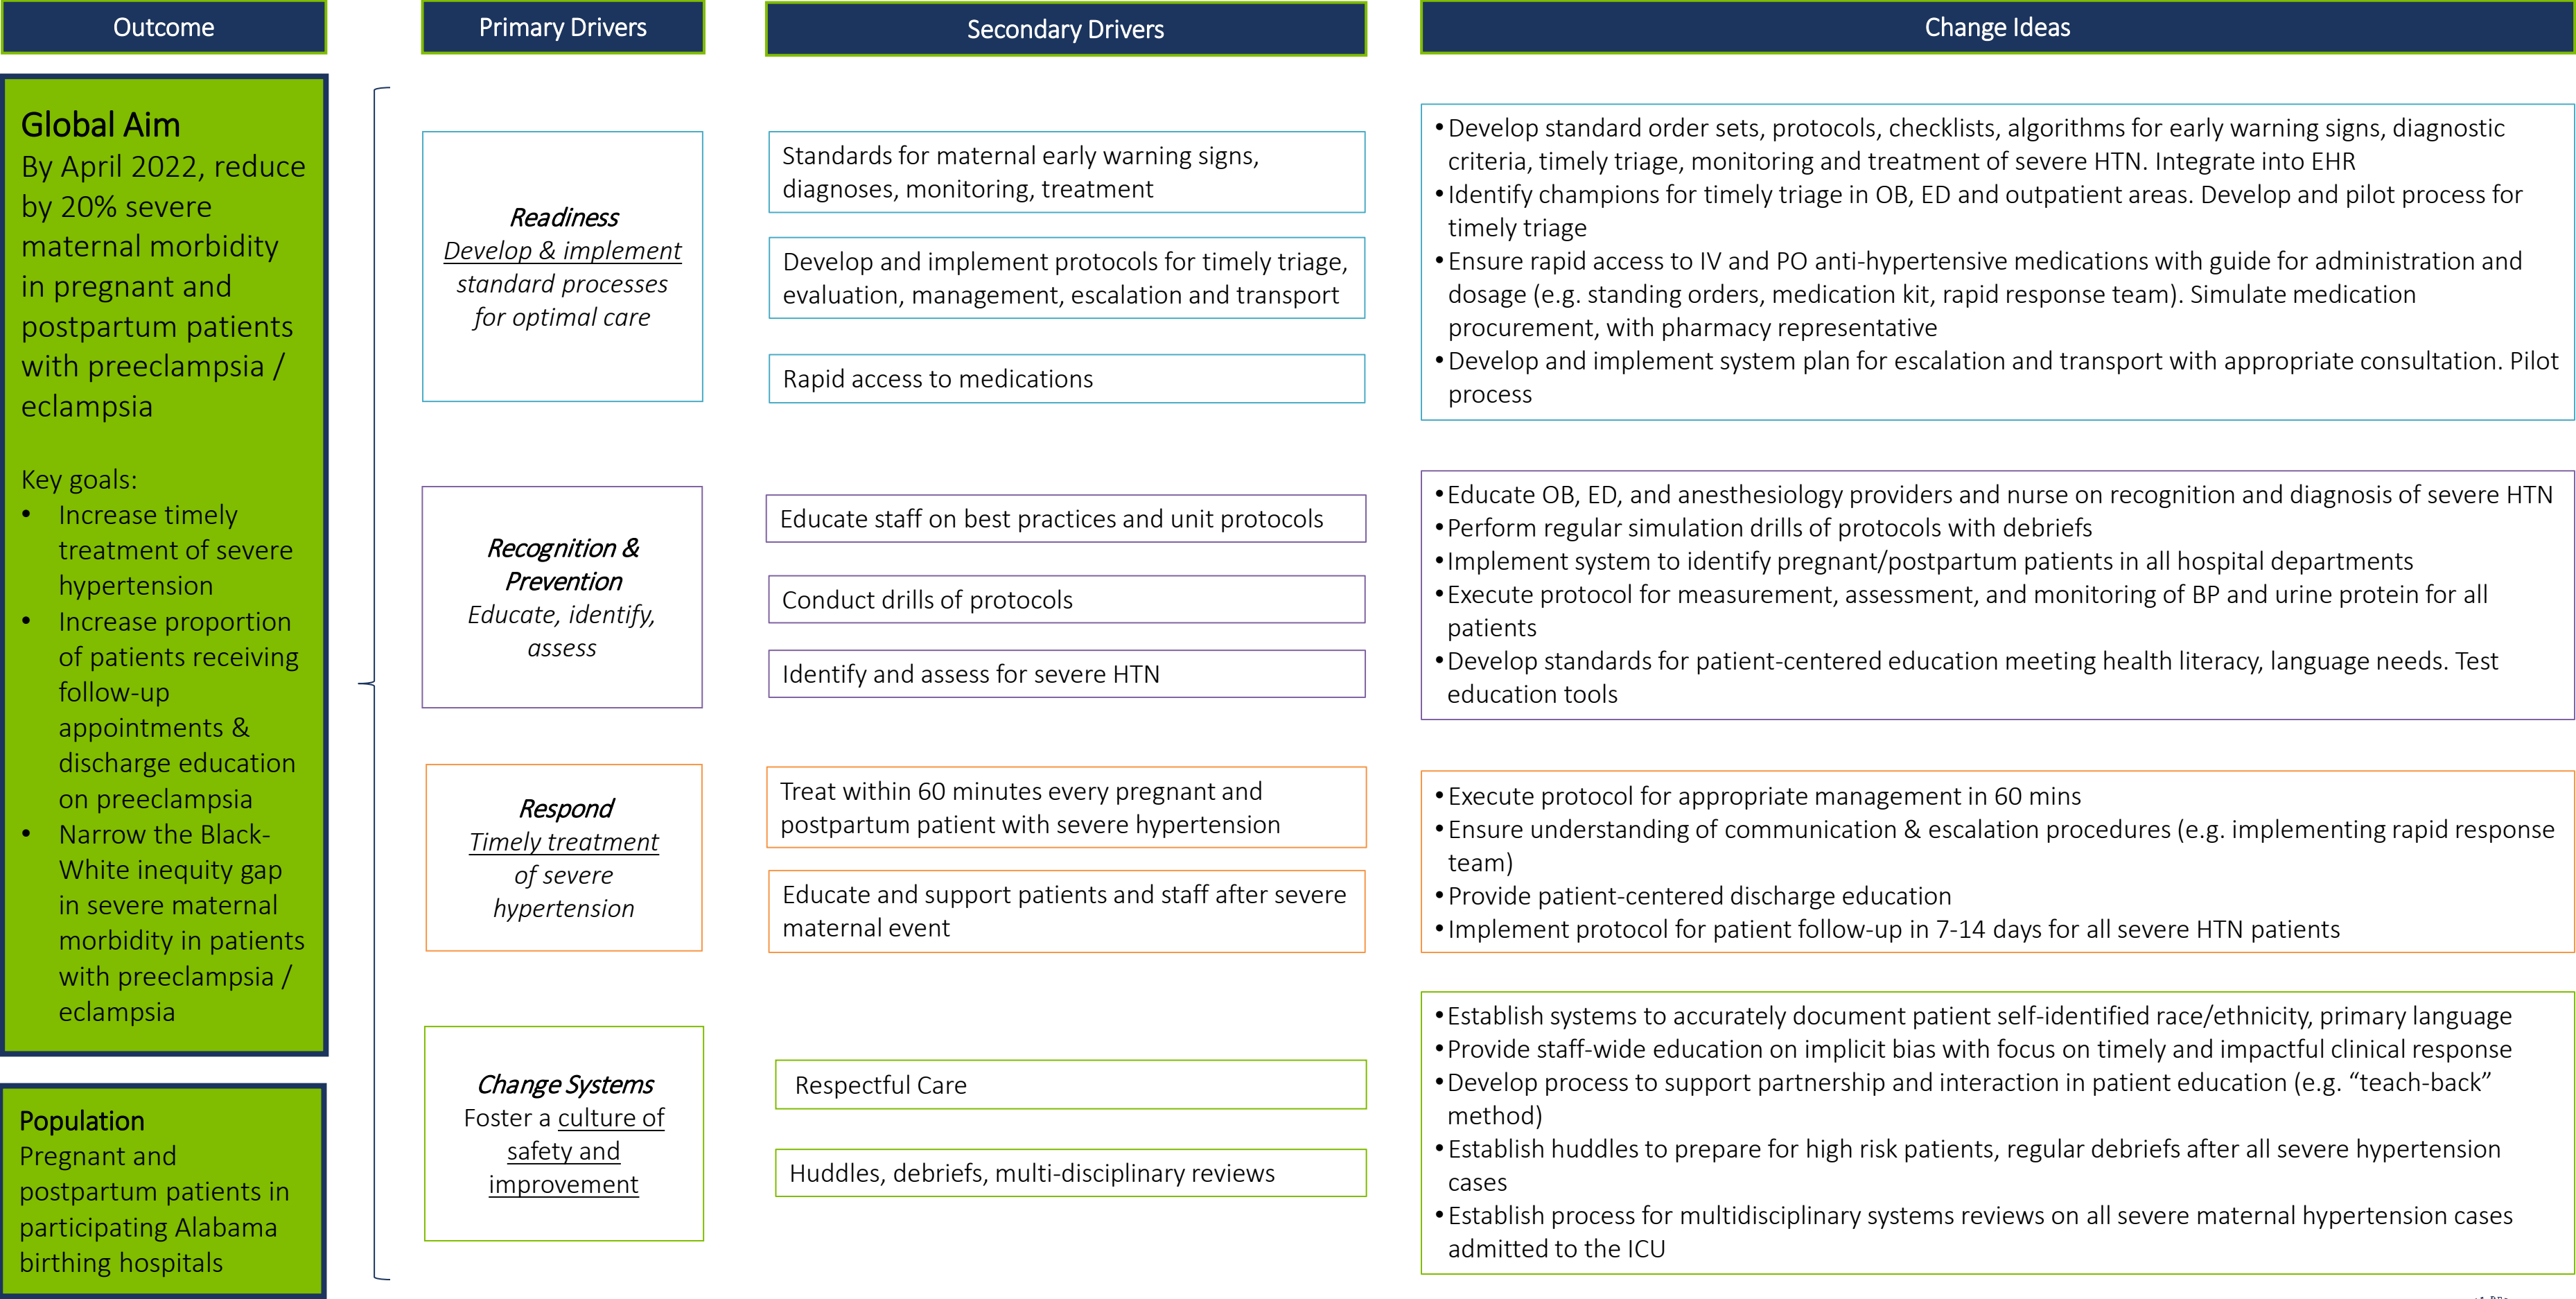 Outcome
Primary Drivers
Secondary Drivers
Change Ideas
Global Aim
By April 2022, reduce
by 20% severe
maternal morbidity
in pregnant and
postpartum patients
with preeclampsia /
eclampsia
Key goals:
• Increase timely
treatment of severe
hypertension
• Increase proportion
of patients receiving
follow-up
appointments &
discharge education
on preeclampsia
• Narrow the Black-
White inequity gap
in severe maternal
morbidity in patients
with preeclampsia /
eclampsia
Population
Pregnant and
postpartum patients in
participating Alabama
birthing hospitals
Readiness
Develop & implement
standard processes
for optimal care
Standards for maternal early warning signs,
diagnoses, monitoring, treatment
Develop and implement protocols for timely triage,
evaluation, management, escalation and transport
Rapid access to medications
• Develop standard order sets, protocols, checklists, algorithms for early warning signs, diagnostic
criteria, timely triage, monitoring and treatment of severe HTN. Integrate into EHR
• Identify champions for timely triage in OB, ED and outpatient areas. Develop and pilot process for
timely triage
• Ensure rapid access to IV and PO anti-hypertensive medications with guide for administration and
dosage (e.g. standing orders, medication kit, rapid response team). Simulate medication
procurement, with pharmacy representative
• Develop and implement system plan for escalation and transport with appropriate consultation. Pilot
process
Recognition &
Prevention
Educate, identify,
assess
Educate staff on best practices and unit protocols
Conduct drills of protocols
Identify and assess for severe HTN
• Educate OB, ED, and anesthesiology providers and nurse on recognition and diagnosis of severe HTN
• Perform regular simulation drills of protocols with debriefs
• Implement system to identify pregnant/postpartum patients in all hospital departments
• Execute protocol for measurement, assessment, and monitoring of BP and urine protein for all
patients
• Develop standards for patient-centered education meeting health literacy, language needs. Test
education tools
Respond
Timely treatment
of severe
hypertension
Treat within 60 minutes every pregnant and
postpartum patient with severe hypertension
Educate and support patients and staff after severe
maternal event
• Execute protocol for appropriate management in 60 mins
• Ensure understanding of communication & escalation procedures (e.g. implementing rapid response
team)
• Provide patient-centered discharge education
• Implement protocol for patient follow-up in 7-14 days for all severe HTN patients
Change Systems
Foster a culture of
safety and
improvement
Respectful Care
Huddles, debriefs, multi-disciplinary reviews
• Establish systems to accurately document patient self-identified race/ethnicity, primary language
• Provide staff-wide education on implicit bias with focus on timely and impactful clinical response
• Develop process to support partnership and interaction in patient education (e.g. “teach-back”
method)
• Establish huddles to prepare for high risk patients, regular debriefs after all severe hypertension
cases
• Establish process for multidisciplinary systems reviews on all severe maternal hypertension cases
admitted to the ICU